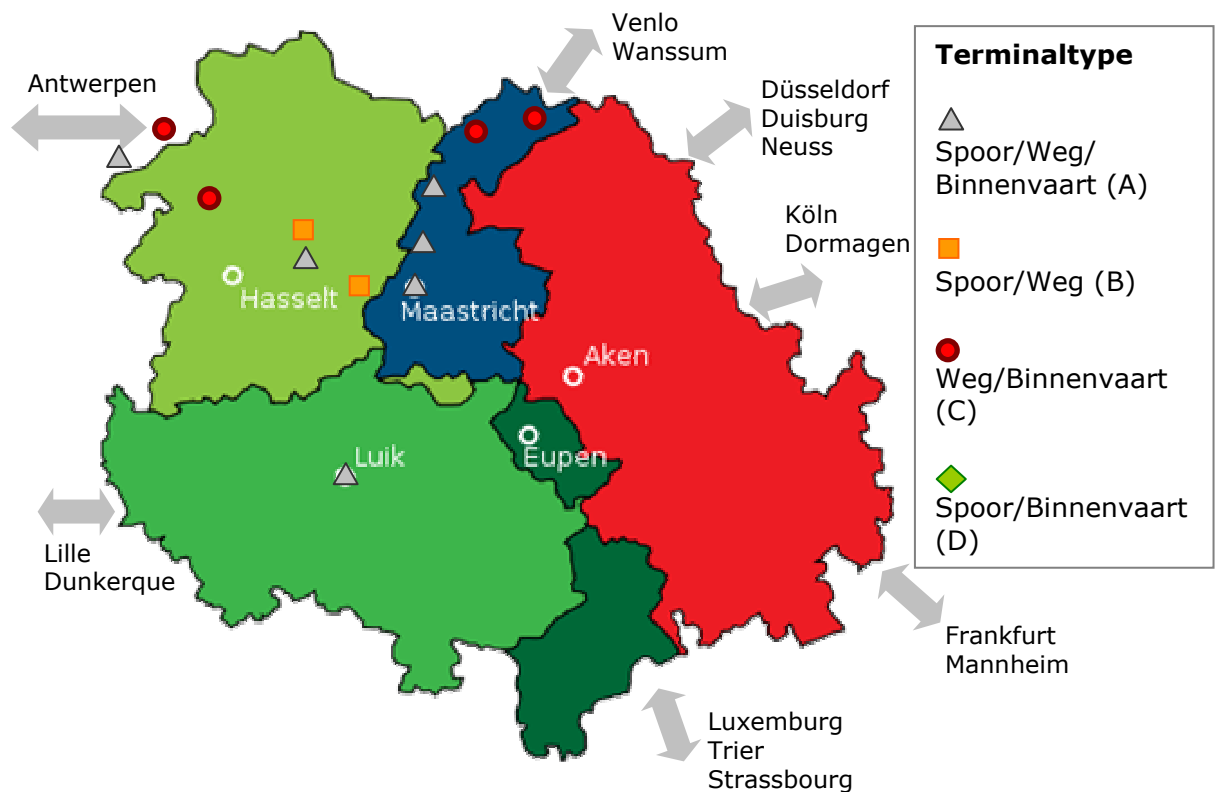 Venlo
Wanssum
Antwerpen
Düsseldorf
Duisburg
Neuss
Köln
Dormagen
Hasselt
Maastricht
Aken
Luik
Eupen
Lille
Dunkerque
Frankfurt
Mannheim
Luxemburg
Trier
Strassbourg
Terminaltype
Spoor/Weg/
Binnenvaart (A)
Spoor/Weg (B)
Weg/Binnenvaart
(C)
Spoor/Binnenvaart
(D)